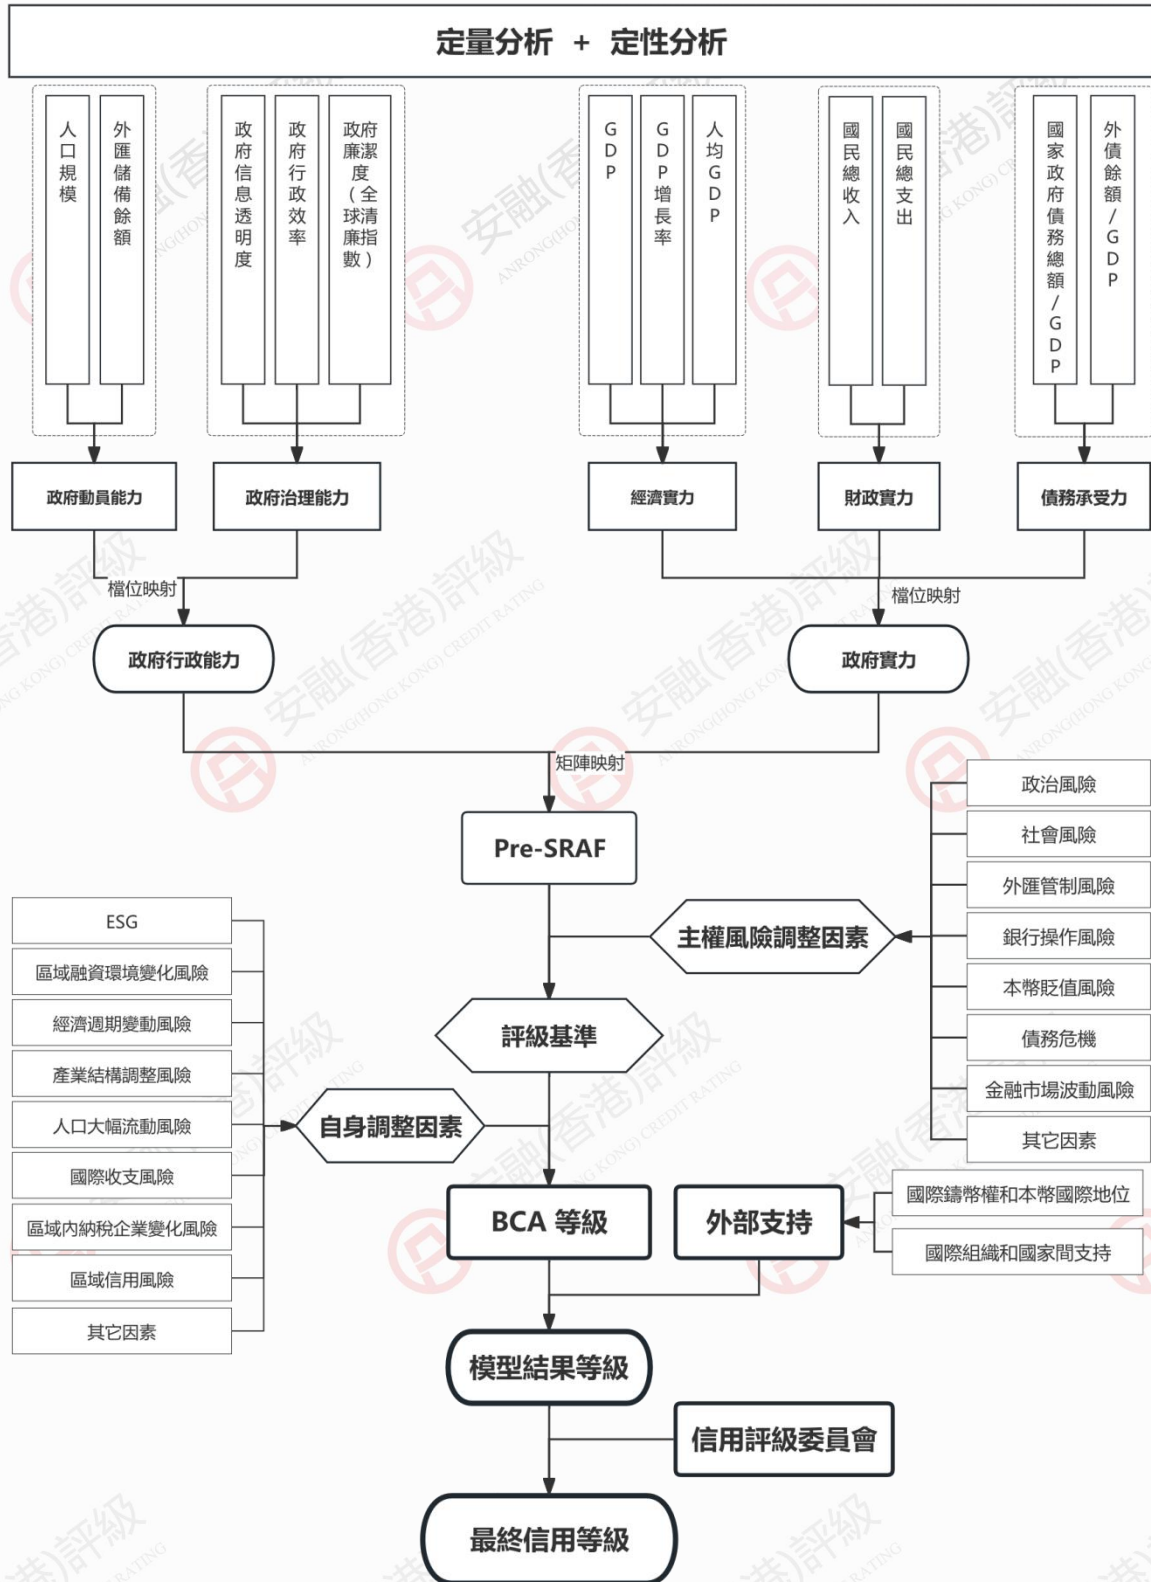 定量分析 + 定性分析
人口規模
外匯儲備餘額
政府信息透明度
政府行政效率
政府廉潔度(全球清廉指數)
GDP
GDP增長率
人均GDP
國民總收入
國民總支出
國家政府債務總額/GDP
外債餘額/GDP
政府動員能力
政府治理能力
經濟實力
財政實力
債務承受力
檔位映射
檔位映射
政府行政能力
政府實力
矩陣映射
Pre-SRAF
主權風險調整因素
政治風險
社會風險
外匯管制風險
銀行操作風險
本幣貶值風險
債務危機
金融市場波動風險
其它因素
評級基準
ESG
區域融資環境變化風險
經濟週期變動風險
產業結構調整風險
人口大幅流動風險
國際收支風險
區域內納稅企業變化風險
區域信用風險
其它因素
自身調整因素
BCA 等級
外部支持
國際鑄幣權和本幣國際地位
國際組織和國家間支持
模型結果等級
信用評級委員會
最終信用等級
安融(香港)評級
ANRONG(HONG KONG) CREDIT RATING